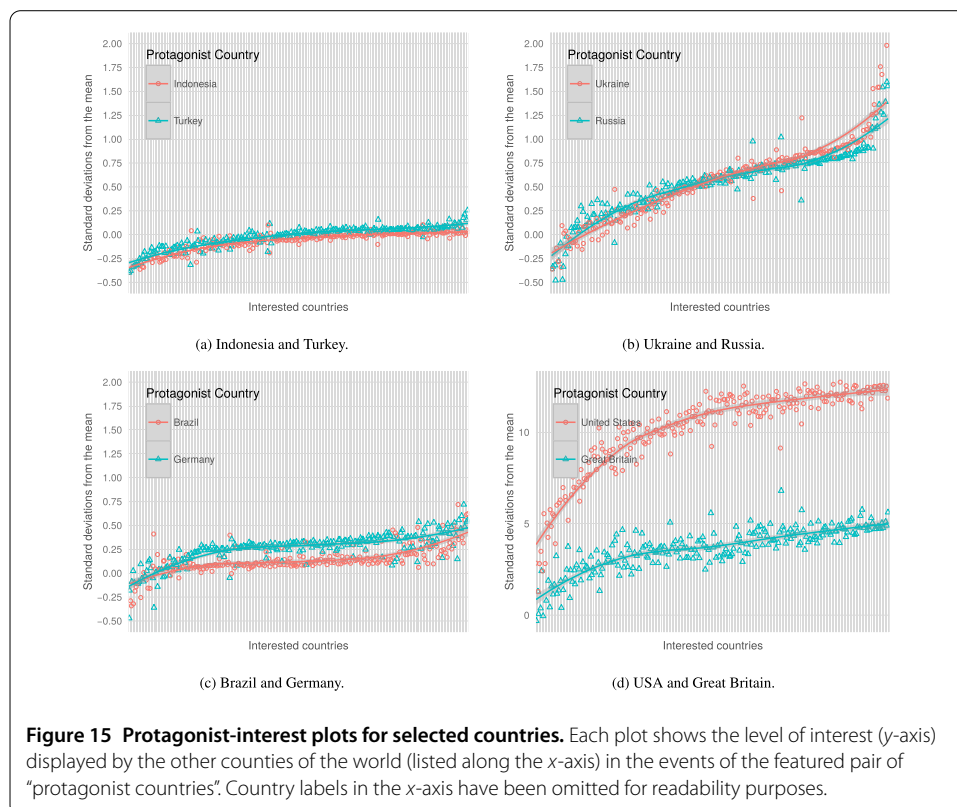 2.00
1.75
1.50
1.25
1.00
0.75
0.50
0.25
0.00
−0.25
−0.50
Standard deviations from the mean
Protagonist Country
Indonesia
Turkey
Interested countries
(a) Indonesia and Turkey.
2.00
1.75
1.50
1.25
1.00
0.75
0.50
0.25
0.00
−0.25
−0.50
Standard deviations from the mean
Protagonist Country
Ukraine
Russia
Interested countries
(b) Ukraine and Russia.
2.00
1.75
1.50
1.25
1.00
0.75
0.50
0.25
0.00
−0.25
−0.50
Standard deviations from the mean
Protagonist Country
Brazil
Germany
Interested countries
(c) Brazil and Germany.
10
5
0
Standard deviations from the mean
Protagonist Country
United States
Great Britain
Interested countries
(d) USA and Great Britain.
Figure 15 Protagonist-interest plots for selected countries. Each plot shows the level of interest (y-axis)
displayed by the other counties of the world (listed along the x-axis) in the events of the featured pair of
“protagonist countries”. Country labels in the x-axis have been omitted for readability purposes.